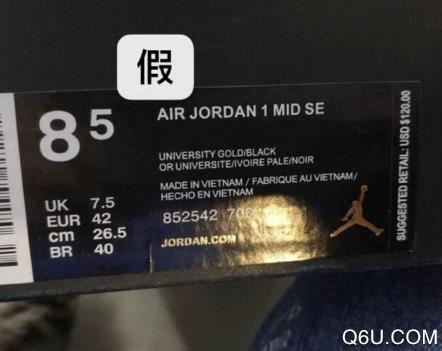 假
8 5
AIR JORDAN 1 MID SE
UNIVERSITY GOLD/BLACK
OR UNIVERSITE/IVOIRE PALE/NOIR
MADE IN VIETNAM / FABRIQUE AU VIETNAM/
HECHO EN VIETNAM
UK 7.5
EUR 42
cm 26.5
BR 40
852542
JORDAN.COM
SUGGESTED RETAIL: USD $120.00
Q6U.COM